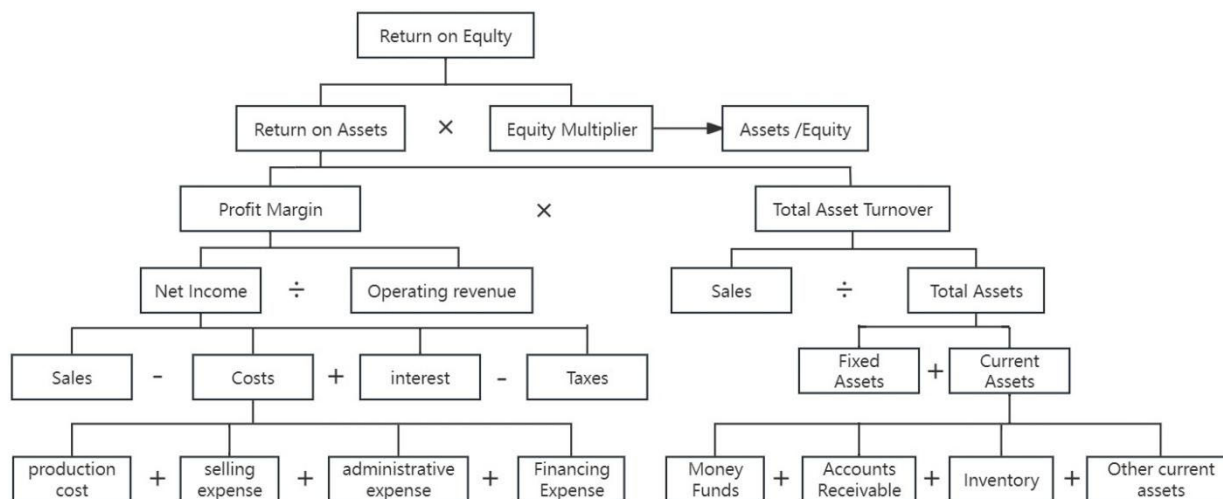 Return on Equlty
Return on Assets × Equity Multiplier Assets /Equity
Profit Margin × Total Asset Turnover
Net Income ÷ Operating revenue Sales ÷ Total Assets
Sales - Costs + interest - Taxes
Fixed
Assets + Current
Assets
production
cost + selling
expense + administrative
expense + Financing
Expense
Money
Funds + Accounts
Receivable + Inventory + Other current
assets